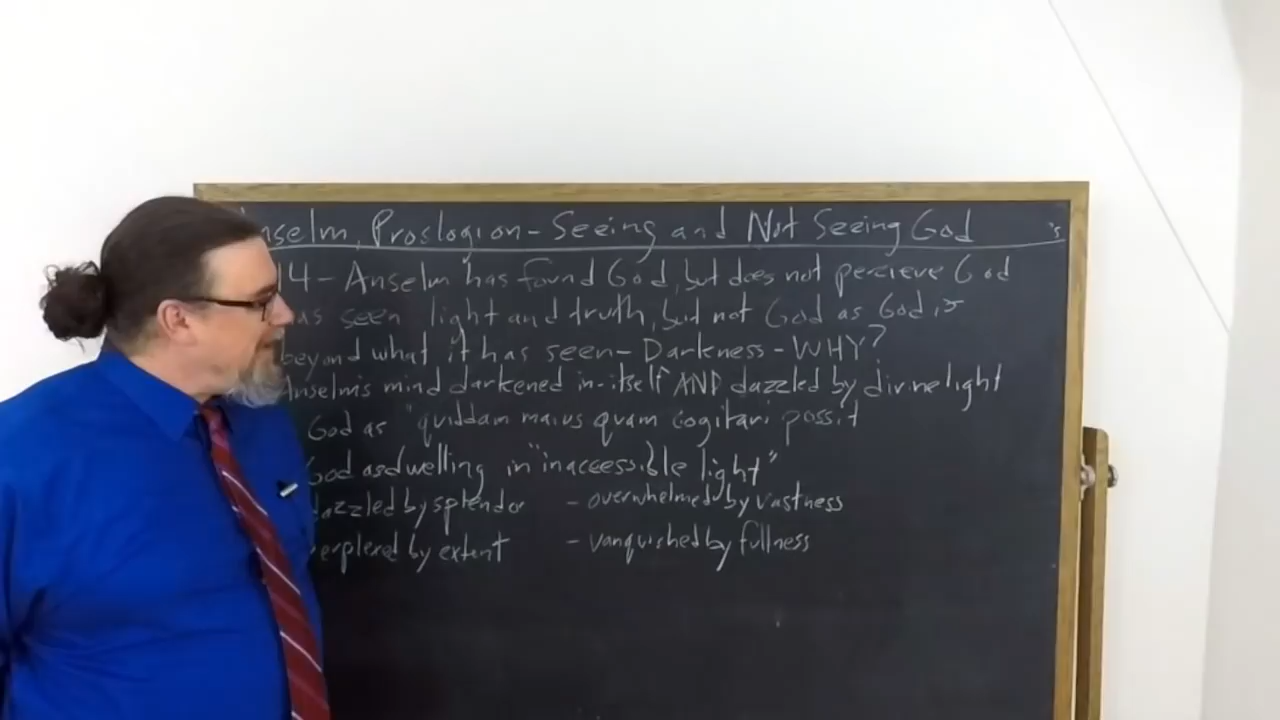 nselm, Proslogion - Seeing and Not Seeing God 's
14 - Anselm has found God, but does not percieve God
as seen light and truth, but not God as God is
beyond what it has seen - Darkness - WHY?
Anselm's mind darkened in-itself AND dazzled by divine light
God as "quiddam maius quam cogitari possit
God as dwelling in "inaccessible light"
dazzled by splendor - overwhelmed by vastness
erplexed by extent - vanquished by fullness